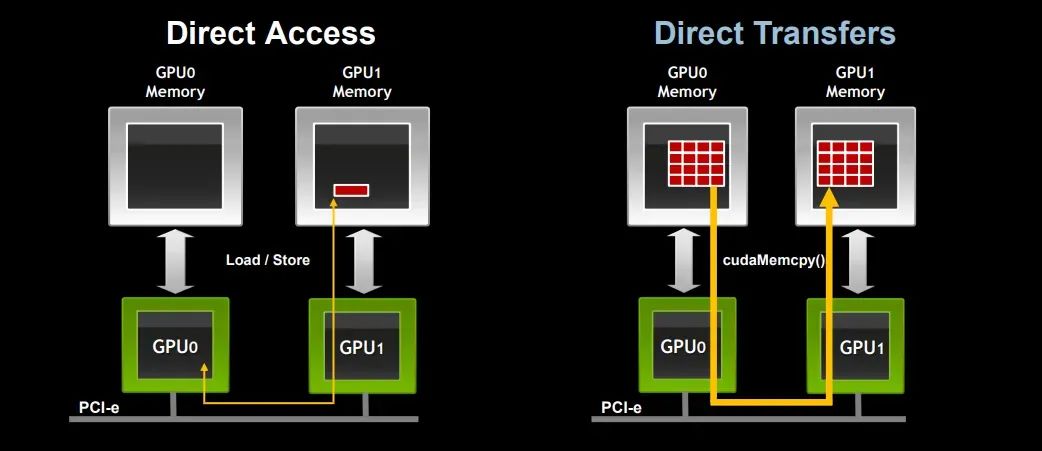 Direct Access
GPU0
Memory
GPU1
Memory
Load / Store
GPU0
GPU1
PCI-e
Direct Transfers
GPU0
Memory
GPU1
Memory
cudaMemcpy()
GPU0
GPU1
PCI-e